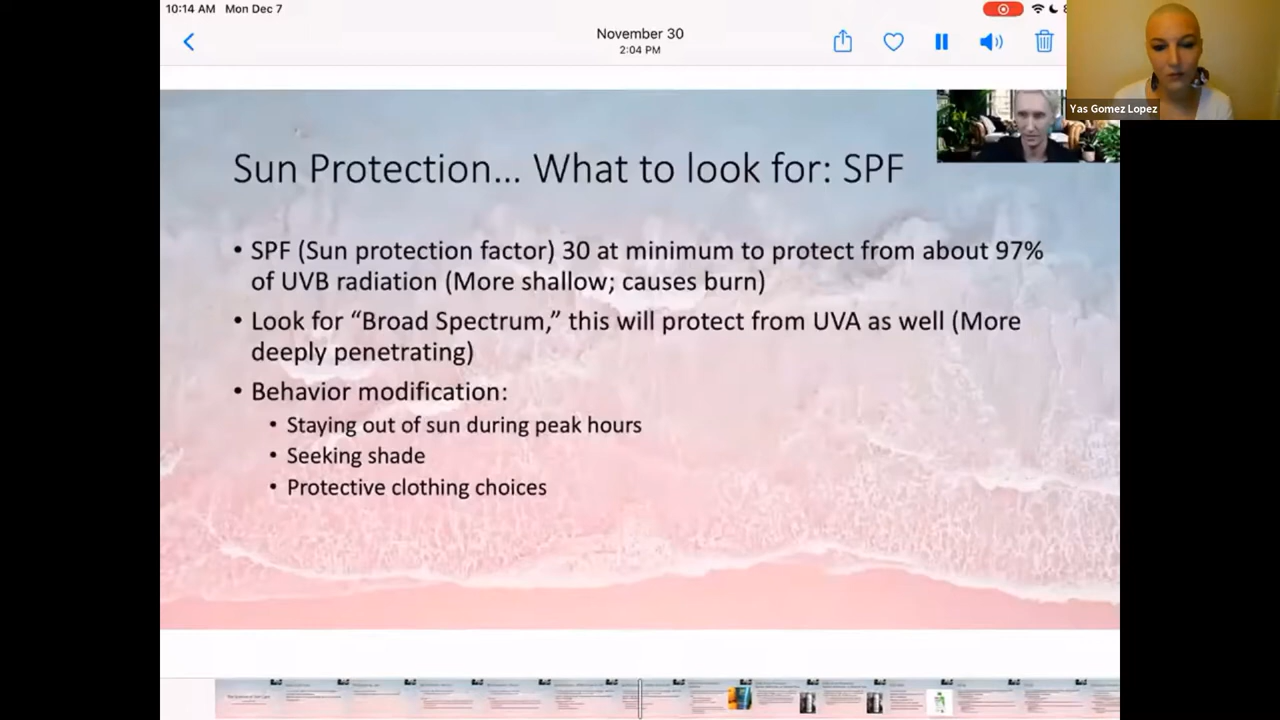 10:14 AM Mon Dec 7
November 30
2:04 PM
Yas Gomez Lopez
Sun Protection... What to look for: SPF
• SPF (Sun protection factor) 30 at minimum to protect from about 97%
of UVB radiation (More shallow; causes burn)
• Look for “Broad Spectrum,” this will protect from UVA as well (More
deeply penetrating)
• Behavior modification:
• Staying out of sun during peak hours
• Seeking shade
• Protective clothing choices